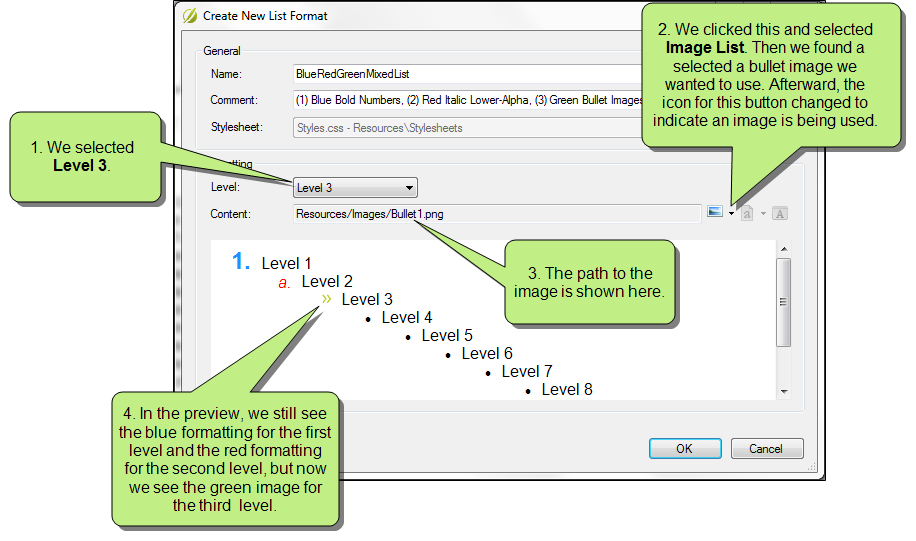 Create New List Format
General
Name:
BlueRedGreenMixedList
Comment:
(1) Blue Bold Numbers, (2) Red Italic Lower-Alpha, (3) Green Bullet Images
Stylesheet:
Styles.css - Resources\Stylesheets
Level:
Level 3
Content:
Resources/Images/Bullet1.png
a
A
1. Level 1
a. Level 2
» Level 3
• Level 4
• Level 5
• Level 6
• Level 7
• Level 8
OK
Cancel
1. We selected
Level 3.
2. We clicked this and selected
Image List. Then we found a
selected a bullet image we
wanted to use. Afterward, the
icon for this button changed to
indicate an image is being used.
3. The path to the
image is shown here.
4. In the preview, we still see
the blue formatting for the first
level and the red formatting
for the second level, but now
we see the green image for
the third level.